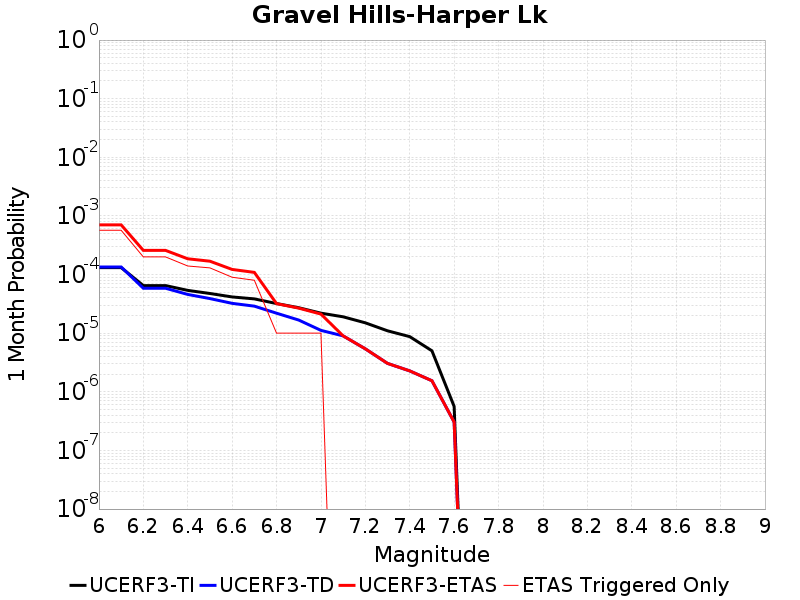 Gravel Hills-Harper Lk
1 Month Probability
10^0
10^-1
10^-2
10^-3
10^-4
10^-5
10^-6
10^-7
10^-8
6 6.2 6.4 6.6 6.8 7 7.2 7.4 7.6 7.8 8 8.2 8.4 8.6 8.8 9
Magnitude
UCERF3-TI UCERF3-TD UCERF3-ETAS ETAS Triggered Only